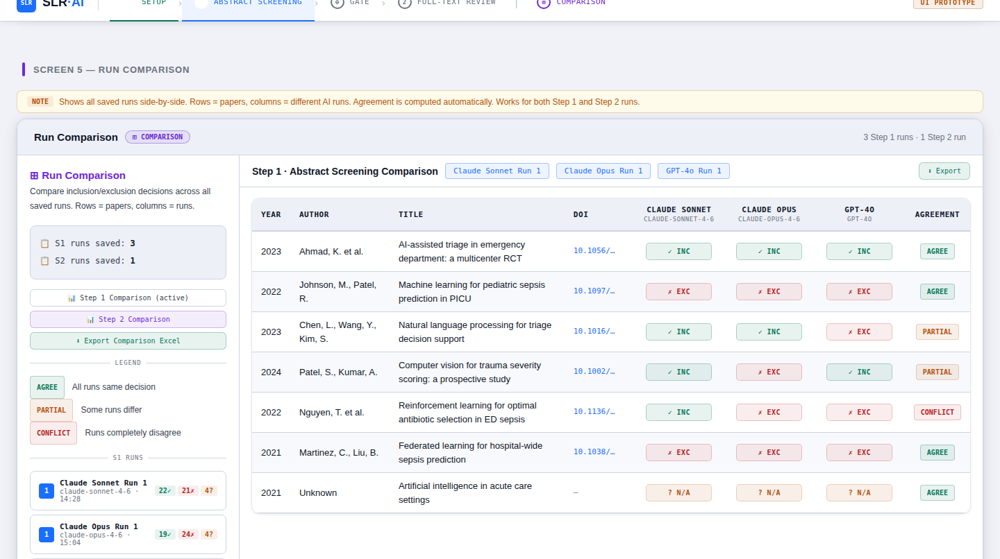 SLR SLR·AI SETUP › ABSTRACT SCREENING › ⊕ GATE › 2 FULL-TEXT REVIEW ⊞ COMPARISON UI PROTOTYPE
SCREEN 5 — RUN COMPARISON
NOTE Shows all saved runs side-by-side. Rows = papers, columns = different AI runs. Agreement is computed automatically. Works for both Step 1 and Step 2 runs.
Run Comparison ⊞ COMPARISON 3 Step 1 runs · 1 Step 2 run
⊞ Run Comparison
Compare inclusion/exclusion decisions across all
saved runs. Rows = papers, columns = runs.
📋 S1 runs saved: 3
📋 S2 runs saved: 1
📊 Step 1 Comparison (active)
📊 Step 2 Comparison
⬇ Export Comparison Excel
LEGEND
AGREE All runs same decision
PARTIAL Some runs differ
CONFLICT Runs completely disagree
S1 RUNS
1 Claude Sonnet Run 1 22✓ 21✗ 4?
claude-sonnet-4-6 ·
14:28
1 Claude Opus Run 1 19✓ 24✗ 4?
claude-opus-4-6 ·
15:04
Step 1 · Abstract Screening Comparison Claude Sonnet Run 1 Claude Opus Run 1 GPT-4o Run 1 ⬇ Export
YEAR AUTHOR TITLE DOI CLAUDE SONNET CLAUDE OPUS GPT-4O AGREEMENT
CLAUDE-SONNET-4-6 CLAUDE-OPUS-4-6 GPT-4O
2023 Ahmad, K. et al. AI-assisted triage in emergency 10.1056/… ✓ INC ✓ INC ✓ INC AGREE
department: a multicenter RCT
2022 Johnson, M., Patel, Machine learning for pediatric sepsis 10.1097/… ✗ EXC ✗ EXC ✗ EXC AGREE
R. prediction in PICU
2023 Chen, L., Wang, Y., Natural language processing for triage 10.1016/… ✓ INC ✓ INC ✗ EXC PARTIAL
Kim, S. decision support
2024 Patel, S., Kumar, A. Computer vision for trauma severity 10.1002/… ✓ INC ✗ EXC ✓ INC PARTIAL
scoring: a prospective study
2022 Nguyen, T. et al. Reinforcement learning for optimal 10.1136/… ✓ INC ✗ EXC ✗ EXC CONFLICT
antibiotic selection in ED sepsis
2021 Martinez, C., Liu, B. Federated learning for hospital-wide 10.1038/… ✗ EXC ✗ EXC ✗ EXC AGREE
sepsis prediction
2021 Unknown Artificial intelligence in acute care — ? N/A ? N/A ? N/A AGREE
settings